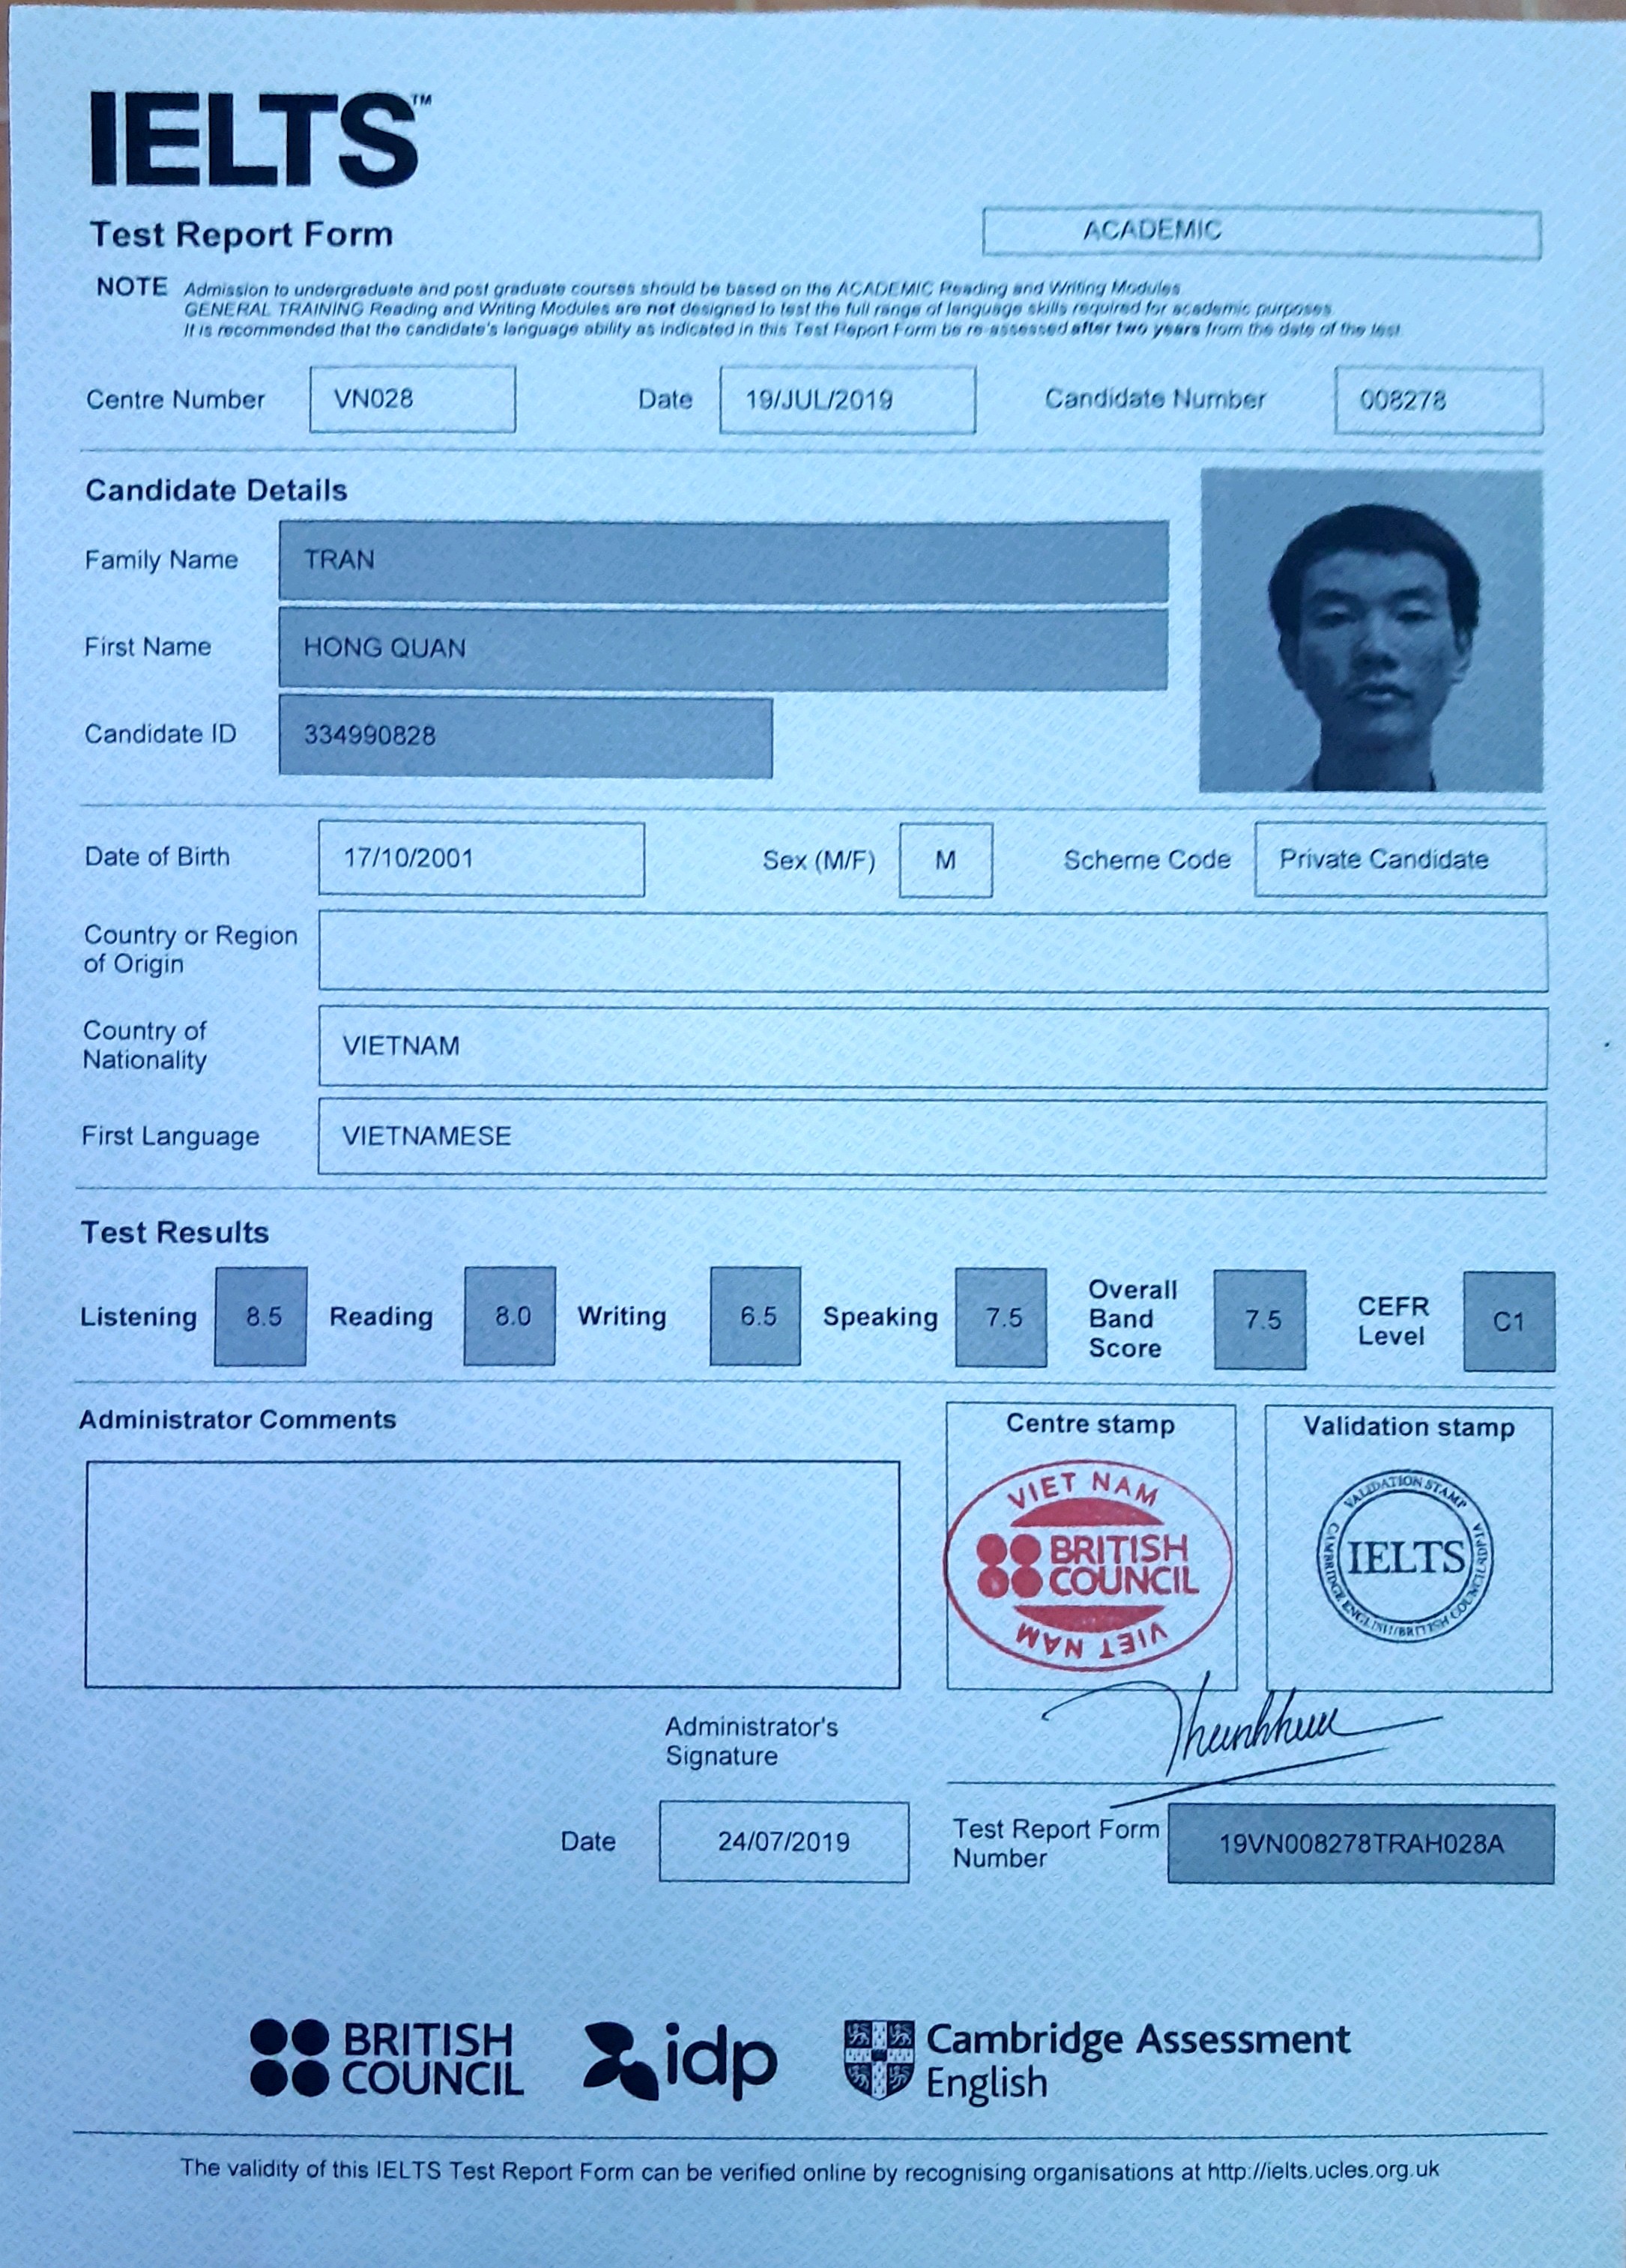 IELTS™
Test Report Form
ACADEMIC
NOTE Admission to undergraduate and post graduate courses should be based on the ACADEMIC Reading and Writing Modules
GENERAL TRAINING Reading and Writing Modules are not designed to test the full range of language skills required for academic purposes
It is recommended that the candidate's language ability as indicated in this Test Report Form be re-assessed after two years from the date of the test
Centre Number VN028 Date 19/JUL/2019 Candidate Number 008278
Candidate Details
Family Name TRAN
First Name HONG QUAN
Candidate ID 334990828
Date of Birth 17/10/2001 Sex (M/F) M Scheme Code Private Candidate
Country or Region
of Origin
Country of
Nationality
VIETNAM
First Language VIETNAMESE
Test Results
Listening 8.5 Reading 8.0 Writing 6.5 Speaking 7.5
Overall
Band
Score
7.5
CEFR
Level
C1
Administrator Comments
Centre stamp
VIET NAM
BRITISH
COUNCIL
VIET NAM
Validation stamp
VALIDATION STAMP
IELTS
CAMBRIDGE ENGLISH/BRITISH COUNCIL/IDP:IA
Administrator's
Signature
Date 24/07/2019
Test Report Form
Number
19VN008278TRAH028A
BRITISH
COUNCIL
idp
Cambridge Assessment
English
The validity of this IELTS Test Report Form can be verified online by recognising organisations at http://ielts.ucles.org.uk